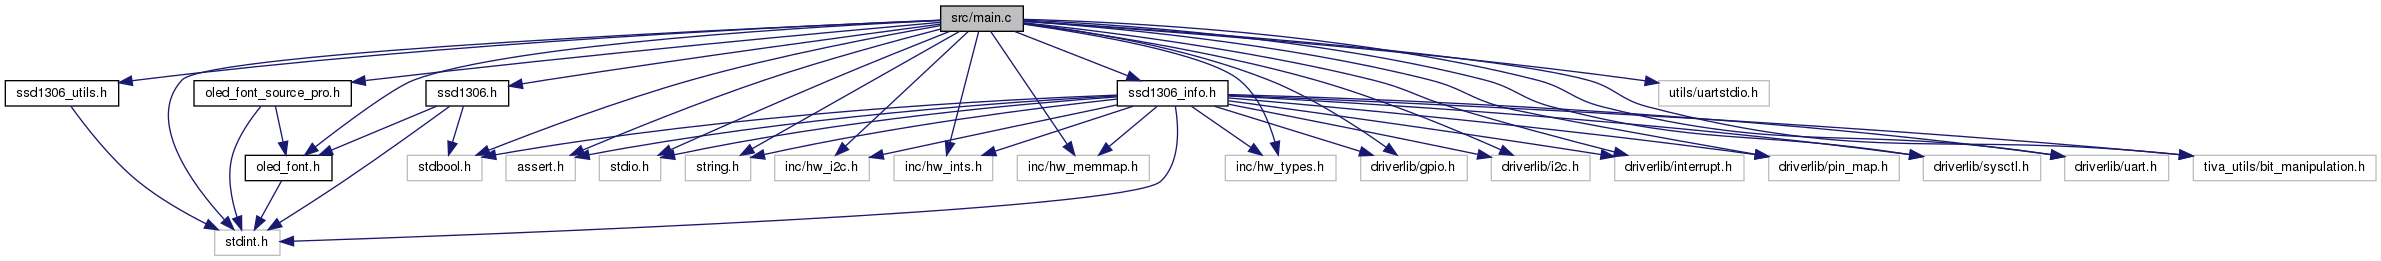 src/main.c
ssd1306_utils.h
oled_font_source_pro.h
ssd1306.h
ssd1306_info.h
utils/uartstdio.h
oled_font.h
stdbool.h
assert.h
stdio.h
string.h
inc/hw_i2c.h
inc/hw_ints.h
inc/hw_memmap.h
inc/hw_types.h
driverlib/gpio.h
driverlib/i2c.h
driverlib/interrupt.h
driverlib/pin_map.h
driverlib/sysctl.h
driverlib/uart.h
tiva_utils/bit_manipulation.h
stdint.h